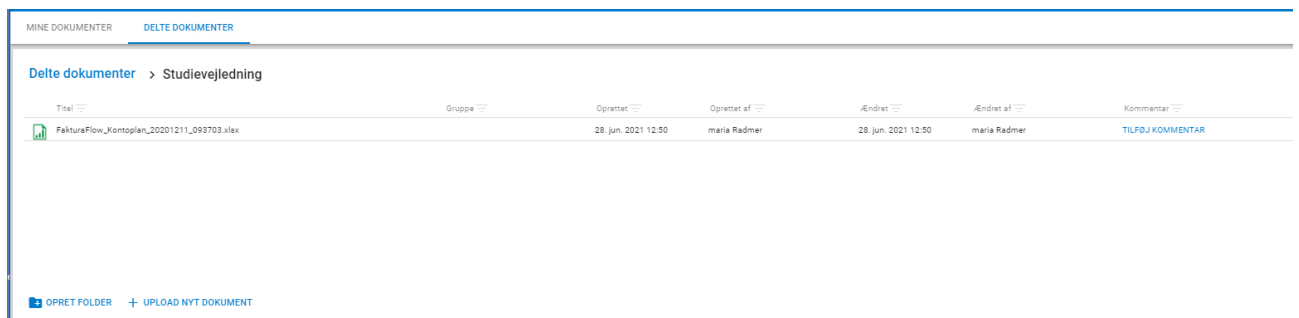 MINE DOKUMENTER DELTE DOKUMENTER
Delte dokumenter > Studievejledning
Titel Gruppe Oprettet Oprettet af Ændret Ændret af Kommentar
FakturaFlow_Kontoplan_20201211_093703.xlsx 28. jun. 2021 12:50 maria Radmer 28. jun. 2021 12:50 maria Radmer TILFØJ KOMMENTAR
OPRET FOLDER + UPLOAD NYT DOKUMENT